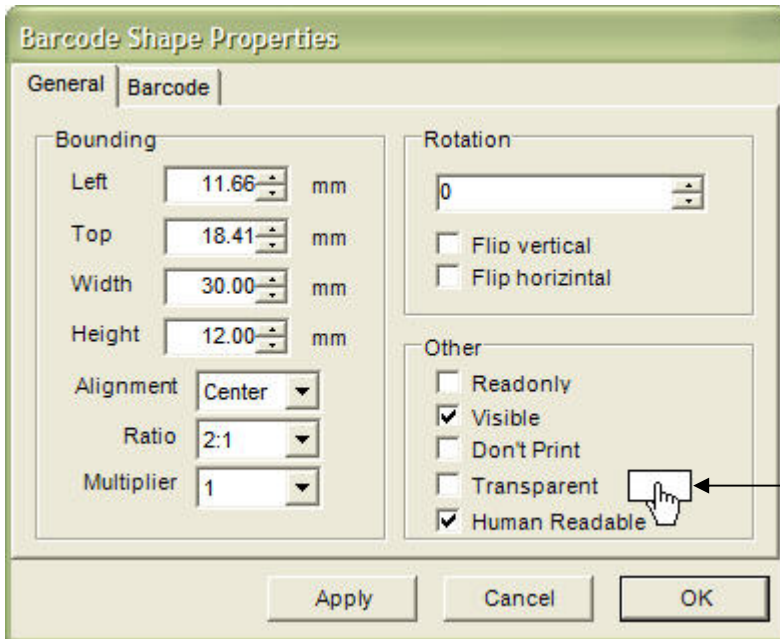 Barcode Shape Properties
General Barcode
Bounding
Left 11.66 mm
Top 18.41 mm
Width 30.00 mm
Height 12.00 mm
Alignment Center
Ratio 2:1
Multiplier 1
Rotation
0
Flip vertical
Flip horizintal
Other
Readonly
Visible
Don't Print
Transparent
Human Readable
Apply Cancel OK